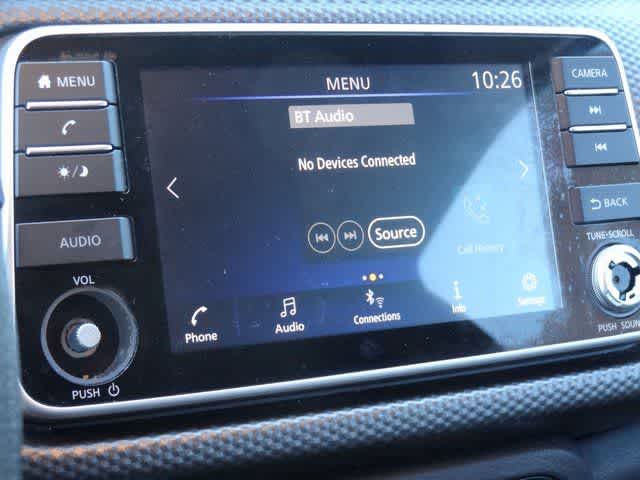 MENU
AUDIO
VOL
PUSH
MENU
10:26
BT Audio
No Devices Connected
Source
Call History
Phone
Audio
Connections
Info
Settings
CAMERA
BACK
TUNE•SCROLL
PUSH SOUN